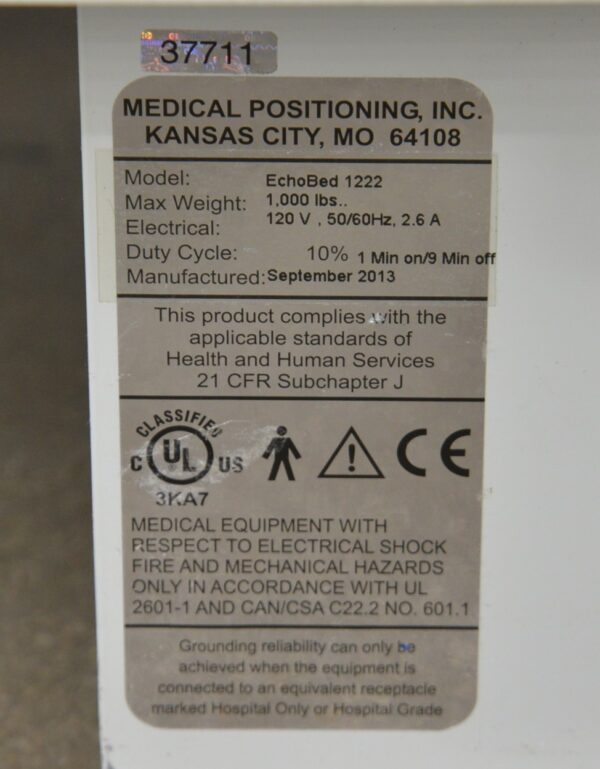 37711
MEDICAL POSITIONING, INC.
KANSAS CITY, MO 64108
Model: EchoBed 1222
Max Weight: 1,000 lbs..
Electrical: 120 V , 50/60Hz, 2.6 A
Duty Cycle: 10% 1 Min on/9 Min off
Manufactured: September 2013
This product complies with the
applicable standards of
Health and Human Services
21 CFR Subchapter J
CLASSIFIED
C UL US
CE
3KA7
MEDICAL EQUIPMENT WITH
RESPECT TO ELECTRICAL SHOCK
FIRE AND MECHANICAL HAZARDS
ONLY IN ACCORDANCE WITH UL
2601-1 AND CAN/CSA C22.2 NO. 601.1
Grounding reliability can only be
achieved when the equipment is
connected to an equivalent receptacle
marked Hospital Only or Hospital Grade